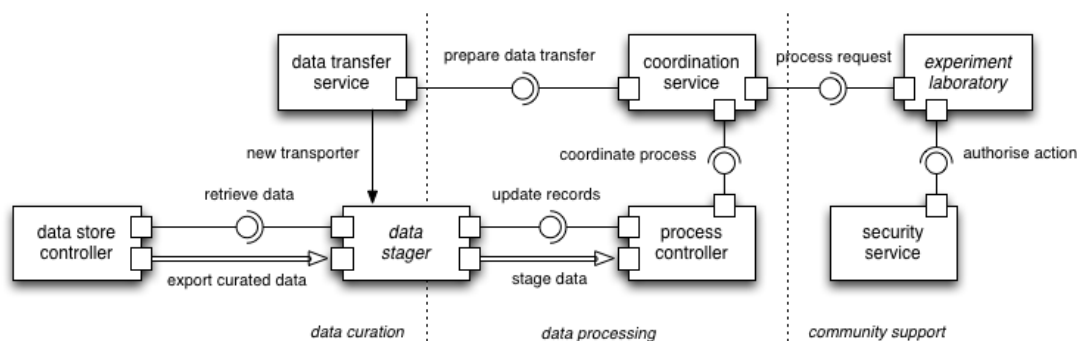 data transfer
service
prepare data transfer
coordination
service
process request
experiment
laboratory
new transporter
coordinate process
authorise action
retrieve data
update records
data store
controller
data
stager
process
controller
security
service
export curated data
stage data
data curation
data processing
community support